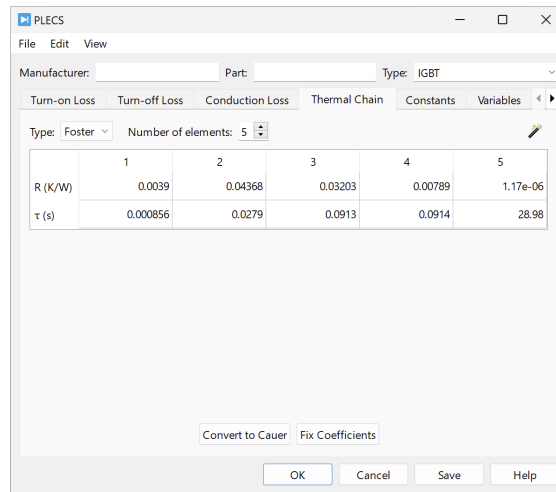 PLECS
File Edit View
Manufacturer: Part: Type: IGBT
Turn-on Loss Turn-off Loss Conduction Loss Thermal Chain Constants Variables
Type: Foster Number of elements: 5
1 2 3 4 5
R (K/W) 0.0039 0.04368 0.03203 0.00789 1.17e-06
τ (s) 0.000856 0.0279 0.0913 0.0914 28.98
Convert to Cauer Fix Coefficients
OK Cancel Save Help